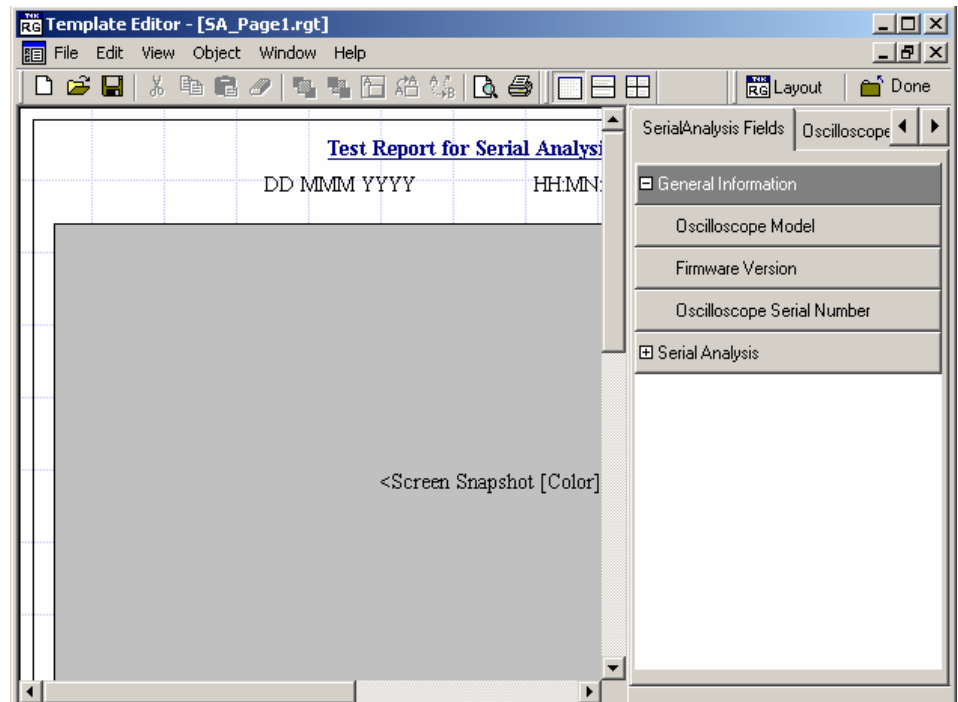 Template Editor - [SA_Page1.rgt]
File Edit View Object Window Help
Layout Done
Test Report for Serial Analysi
DD MMM YYYY HH:MN:
<Screen Snapshot [Color]
SerialAnalysis Fields Oscilloscope
General Information
Oscilloscope Model
Firmware Version
Oscilloscope Serial Number
Serial Analysis